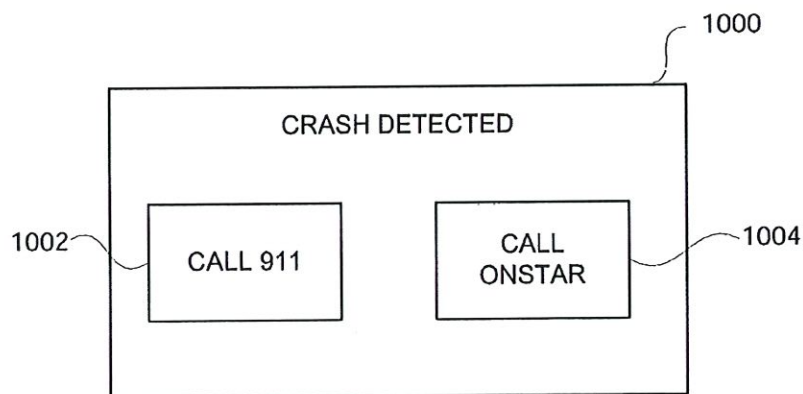 1000
CRASH DETECTED
1002
CALL 911
CALL
ONSTAR
1004